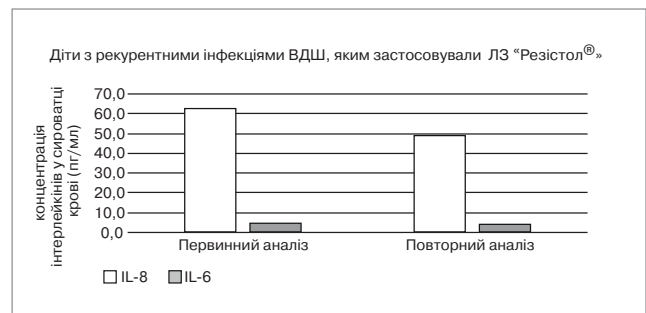 Діти з рекурентними інфекціями ВДШ, яким застосовували ЛЗ “Резістол®»
концентрація
інтерлейкінів у сироватці
крові (пг/мл)
70,0
60,0
50,0
40,0
30,0
20,0
10,0
0,0
Первинний аналіз
Повторний аналіз
IL-8
IL-6